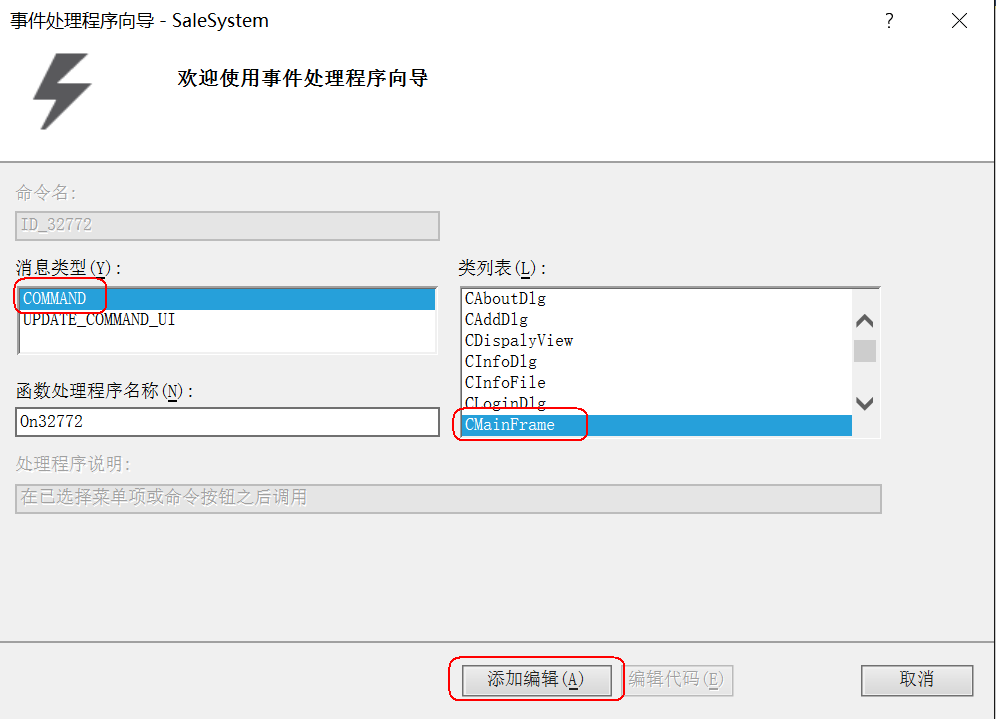 事件处理程序向导 - SaleSystem
?
欢迎使用事件处理程序向导
命令名:
ID_32772
消息类型(Y):
COMMAND
UPDATE_COMMAND_UI
类列表(L):
CAboutDlg
CAddDlg
CDispalyView
CInfoDlg
CInfoFile
CLoginDlg
CMainFrame
函数处理程序名称(N):
On32772
处理程序说明:
在已选择菜单项或命令按钮之后调用
添加编辑(A)
编辑代码(E)
取消